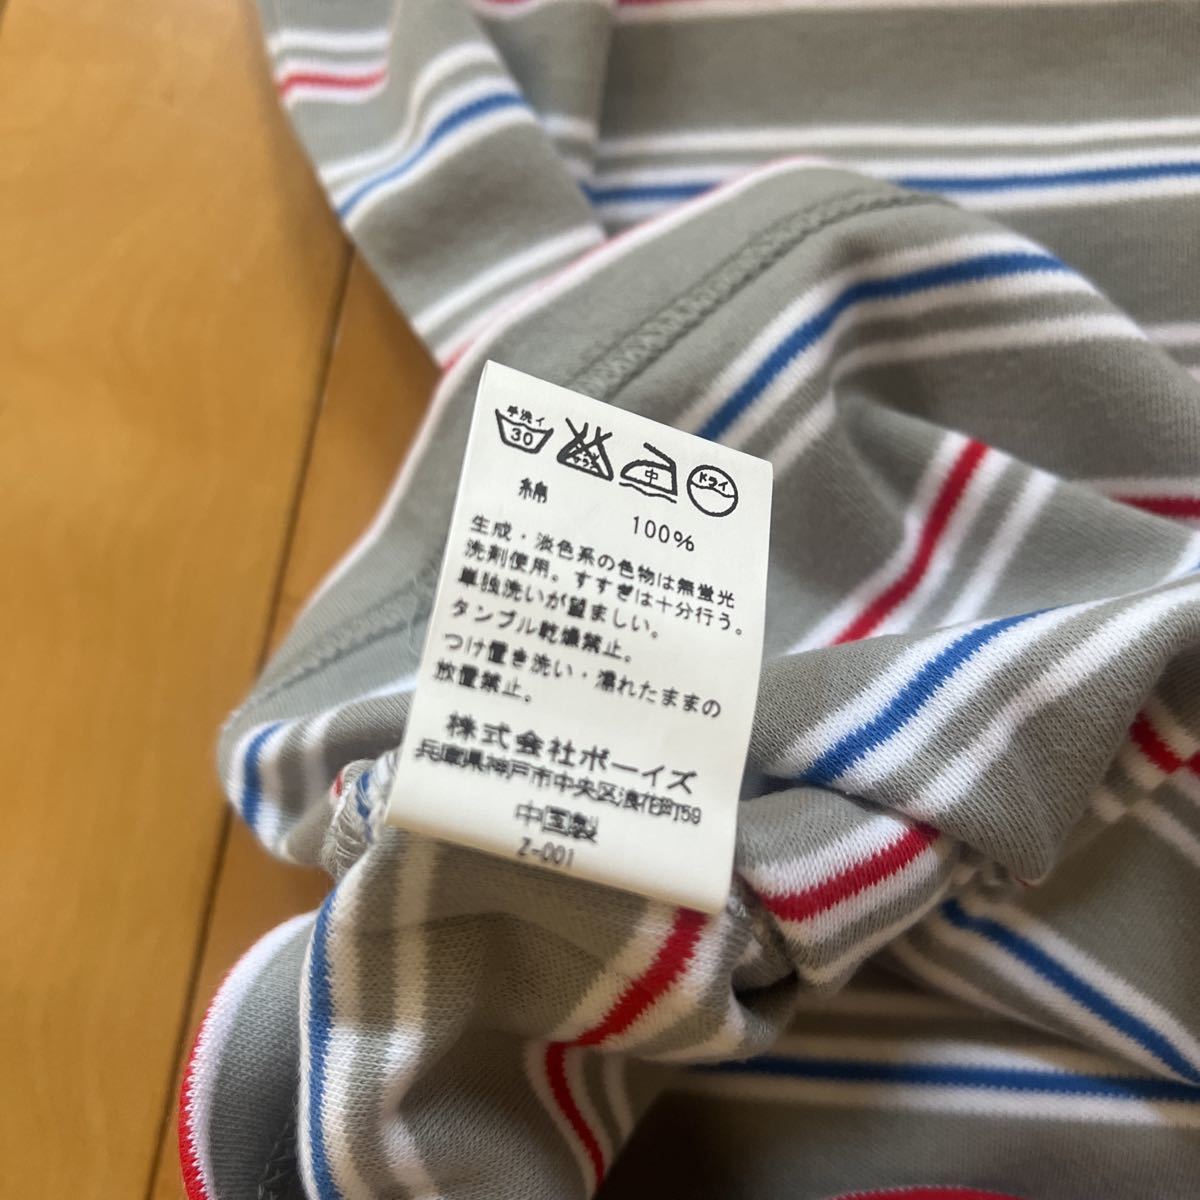 手洗イ
30
中
ドライ
綿
100%
生成・淡色系の色物は無蛍光
洗剤使用。すすぎは十分行う。
単独洗いが望ましい。
タンブル乾燥禁止。
つけ置き洗い・濡れたままの
放置禁止。
株式会社ボーイズ
兵庫県神戸市中央区浪花町59
中国製
Z-001